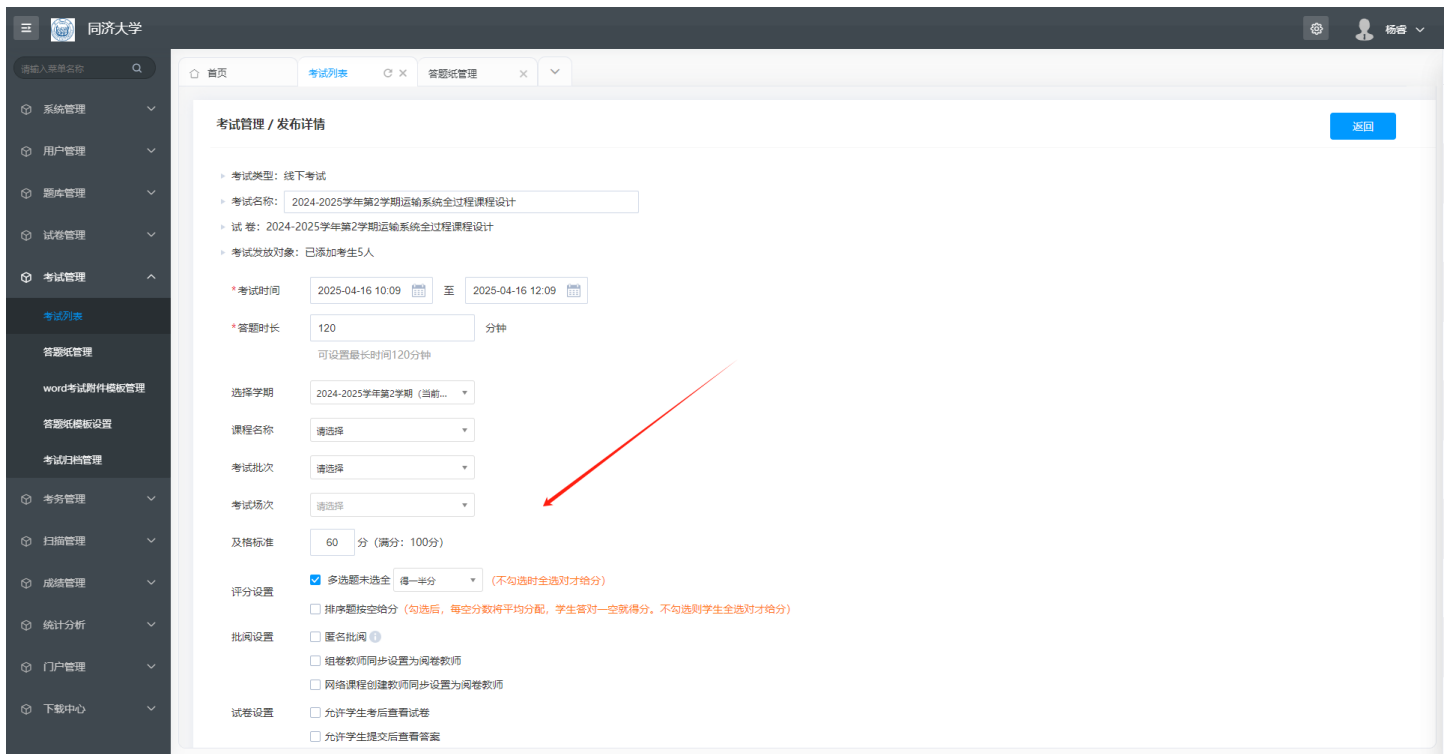 同济大学
杨睿
请输入菜单名称
首页
考试列表
答题纸管理
系统管理
用户管理
题库管理
试卷管理
考试管理
考试列表
答题纸管理
word考试附件模板管理
答题纸模板设置
考试归档管理
考务管理
扫描管理
成绩管理
统计分析
门户管理
下载中心
考试管理 / 发布详情
返回
考试类型：线下考试
考试名称： 2024-2025学年第2学期运输系统全过程课程设计
试 卷：2024-2025学年第2学期运输系统全过程课程设计
考试发放对象：已添加考生5人
*考试时间 2025-04-16 10:09 至 2025-04-16 12:09
*答题时长 120 分钟
可设置最长时间120分钟
选择学期 2024-2025学年第2学期（当前...
课程名称 请选择
考试批次 请选择
考试场次 请选择
及格标准 60 分（满分：100分）
评分设置 多选题未选全 得一半分 （不勾选时全选对才给分）
排序题按空给分（勾选后，每空分数将平均分配，学生答对一空就得分。不勾选则学生全选对才给分）
批阅设置 匿名批阅
组卷教师同步设置为阅卷教师
网络课程创建教师同步设置为阅卷教师
试卷设置 允许学生考后查看试卷
允许学生提交后查看答案